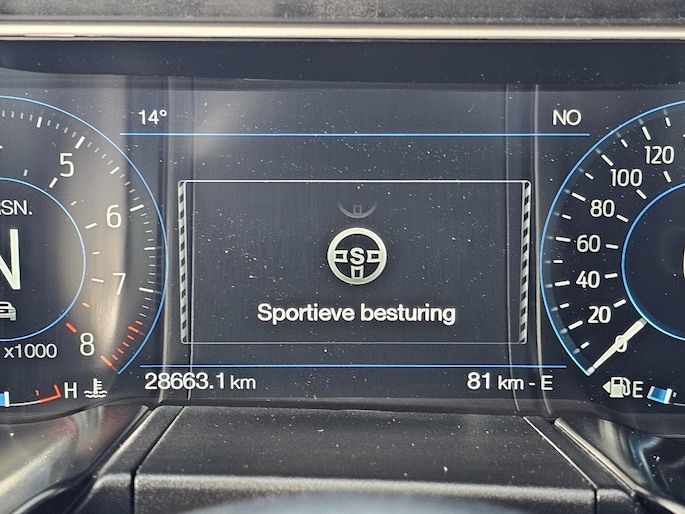 14° NO
5
6
7
8
x1000
H
SN.
N
S
Sportieve besturing
28663.1 km 81 km - E
120
100
80
60
40
20
0
E